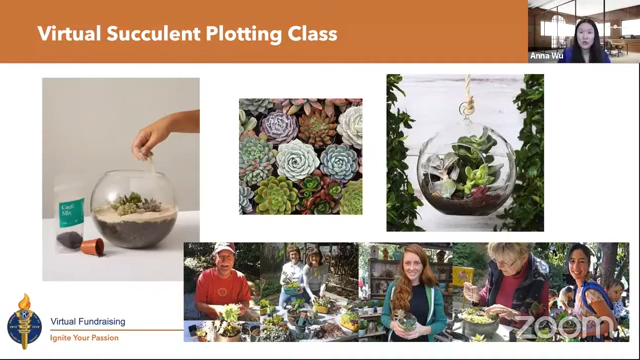 Virtual Succulent Plotting Class
Anna Wu
Cacti
Mix
Virtual Fundraising
Ignite Your Passion
zoom